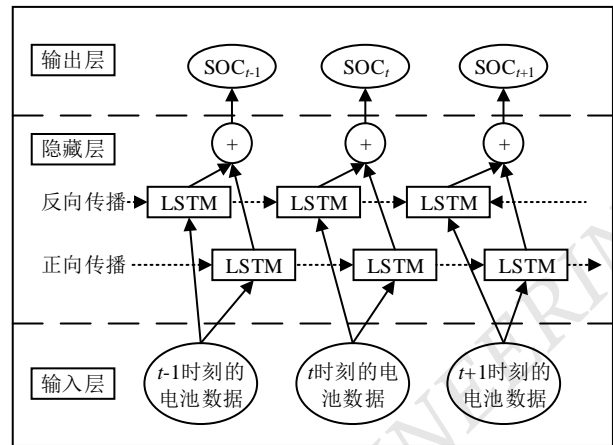 输出层
SOCt-1
SOCt
SOCt+1
隐藏层
+
+
+
反向传播
LSTM
LSTM
LSTM
正向传播
LSTM
LSTM
LSTM
输入层
t-1时刻的
电池数据
t时刻的电
池数据
t+1时刻的
电池数据